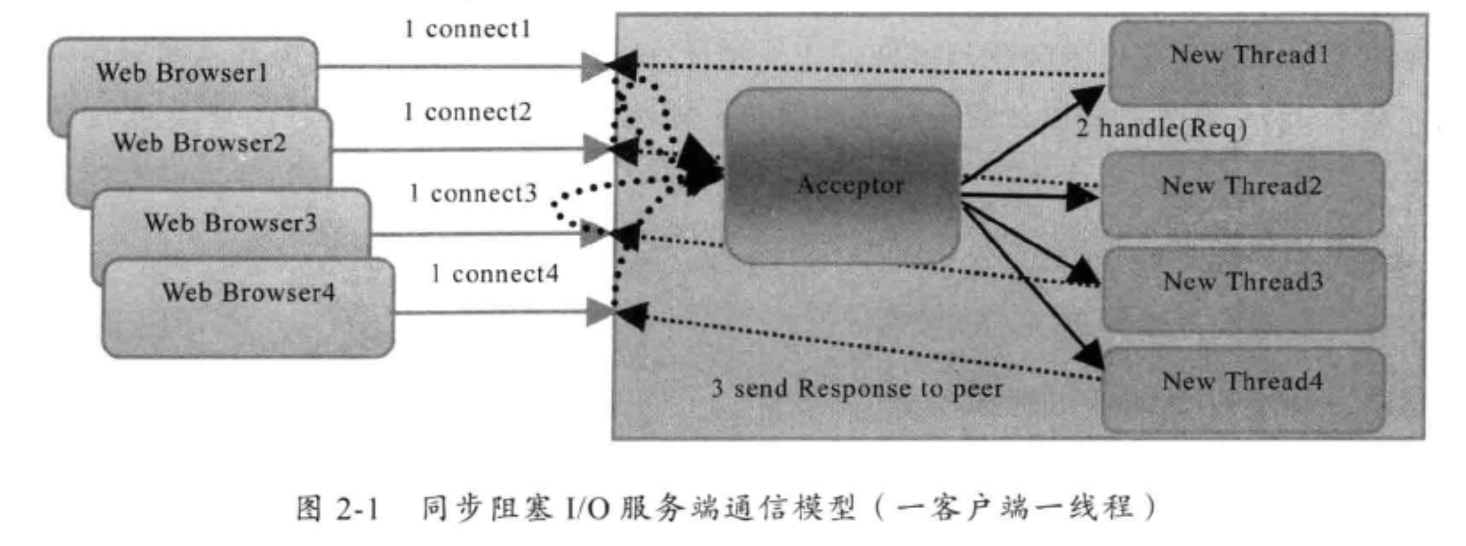 1 connect1
Web Browser1
New Thread1
1 connect2
2 handle(Req)
Web Browser2
Acceptor
New Thread2
1 connect3
Web Browser3
1 connect4
New Thread3
Web Browser4
3 send Response to peer
New Thread4
图 2-1 同步阻塞 I/O 服务端通信模型（一客户端一线程）